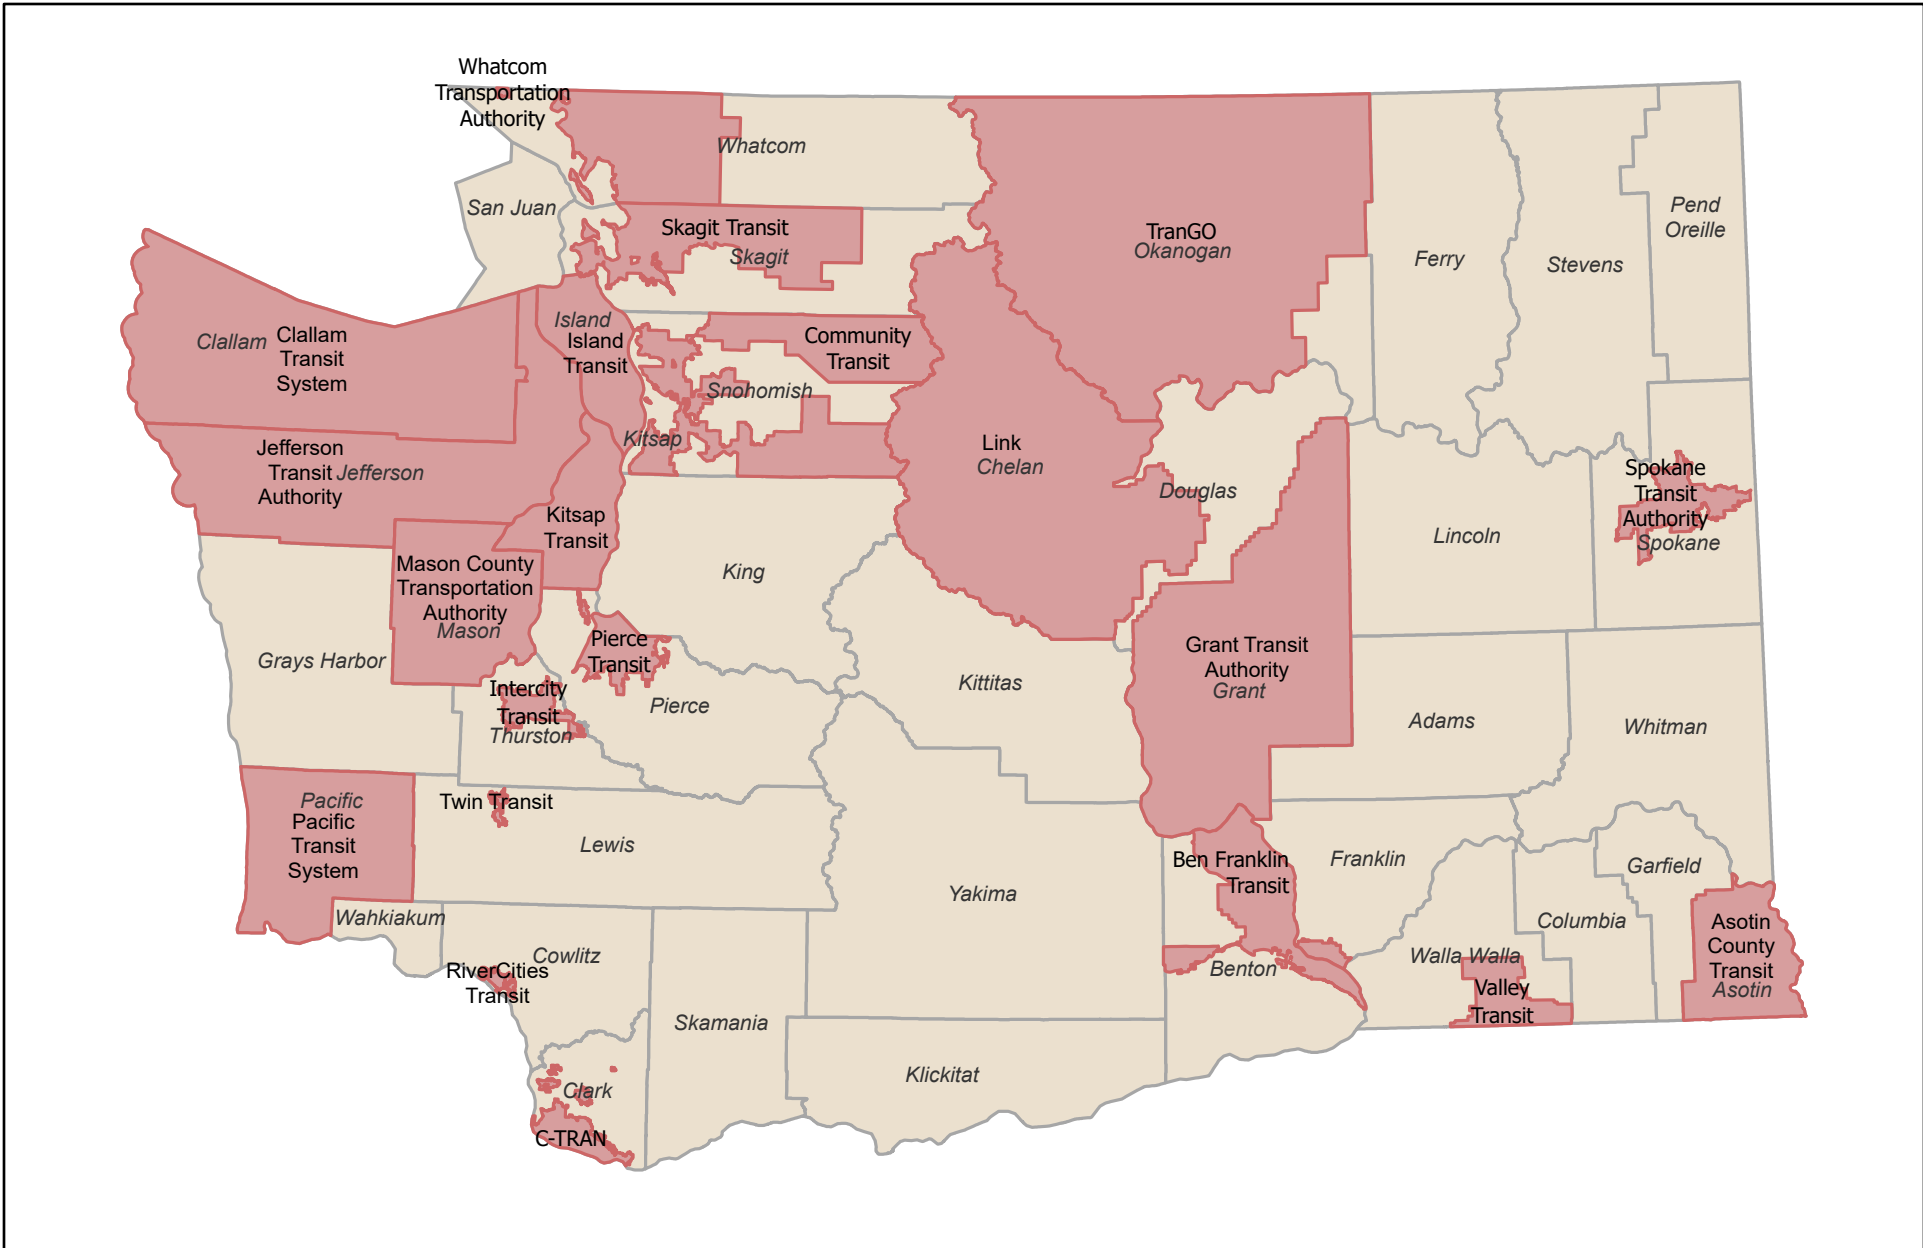 Whatcom
Transportation
Authority
Whatcom
San Juan
Skagit Transit
Skagit
TranGO
Okanogan
Ferry
Stevens
Pend
Oreille
Clallam
Clallam
Transit
System
Island
Island
Transit
Community
Transit
Snohomish
Kitsap
Jefferson
Transit
Authority
Jefferson
Link
Chelan
Douglas
Spokane
Transit
Authority
Spokane
Lincoln
Kitsap
Transit
King
Mason County
Transportation
Authority
Mason
Grays Harbor
Pierce
Transit
Pierce
Intercity
Transit
Thurston
Kittitas
Grant Transit
Authority
Grant
Adams
Whitman
Pacific
Pacific
Transit
System
Twin Transit
Lewis
Yakima
Ben Franklin
Transit
Franklin
Garfield
Columbia
Asotin
County
Transit
Asotin
Wahkiakum
Cowlitz
RiverCities
Transit
Benton
Walla Walla
Valley
Transit
Skamania
Klickitat
Clark
C-TRAN